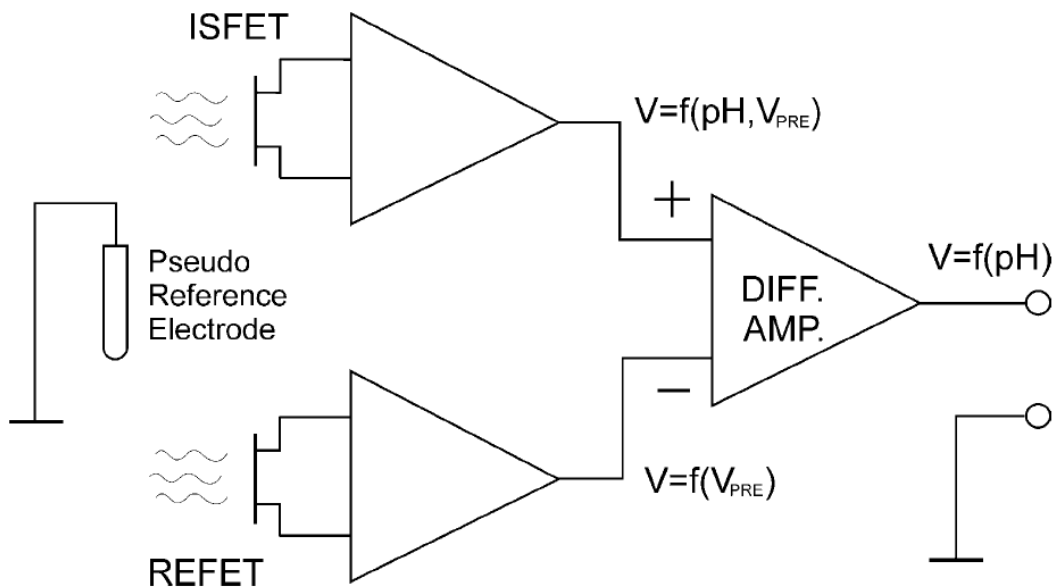 ISFET
V=f(pH,VPRE)
+
Pseudo
Reference
Electrode
V=f(pH)
DIFF.
AMP.
−
V=f(VPRE)
REFET